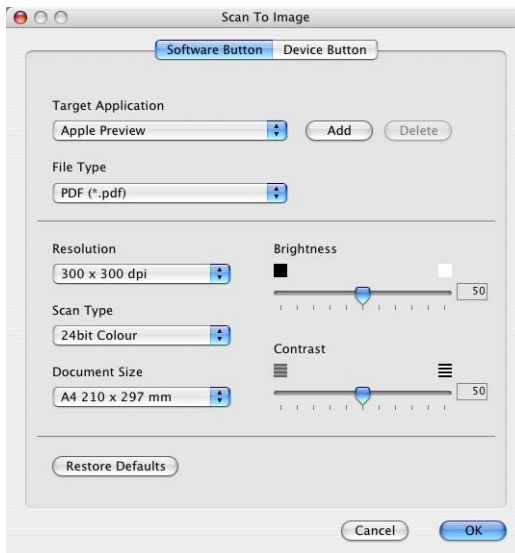 Scan To Image
Software Button Device Button
Target Application
Apple Preview Add Delete
File Type
PDF (*.pdf)
Resolution
300 x 300 dpi
Scan Type
24bit Colour
Document Size
A4 210 x 297 mm
Brightness
50
Contrast
50
Restore Defaults
Cancel OK